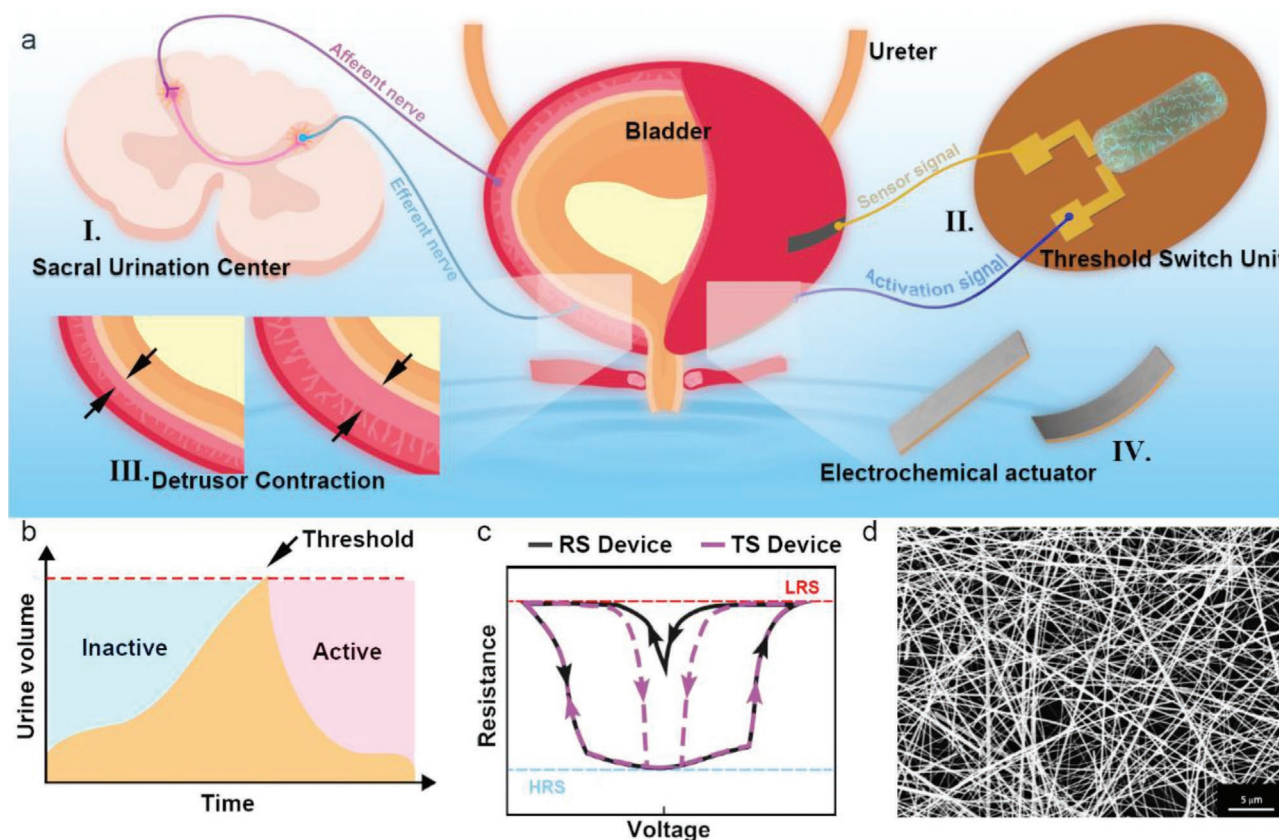 a
Afferent nerve
Ureter
Bladder
Sensor signal
Efferent nerve
I.
Sacral Urination Center
II.
Threshold Switch Unit
Activation signal
III. Detrusor Contraction
Electrochemical actuator
IV.
b
Threshold
Inactive
Active
Urine volume
Time
c
RS Device
TS Device
LRS
HRS
Resistance
Voltage
d
5 μm